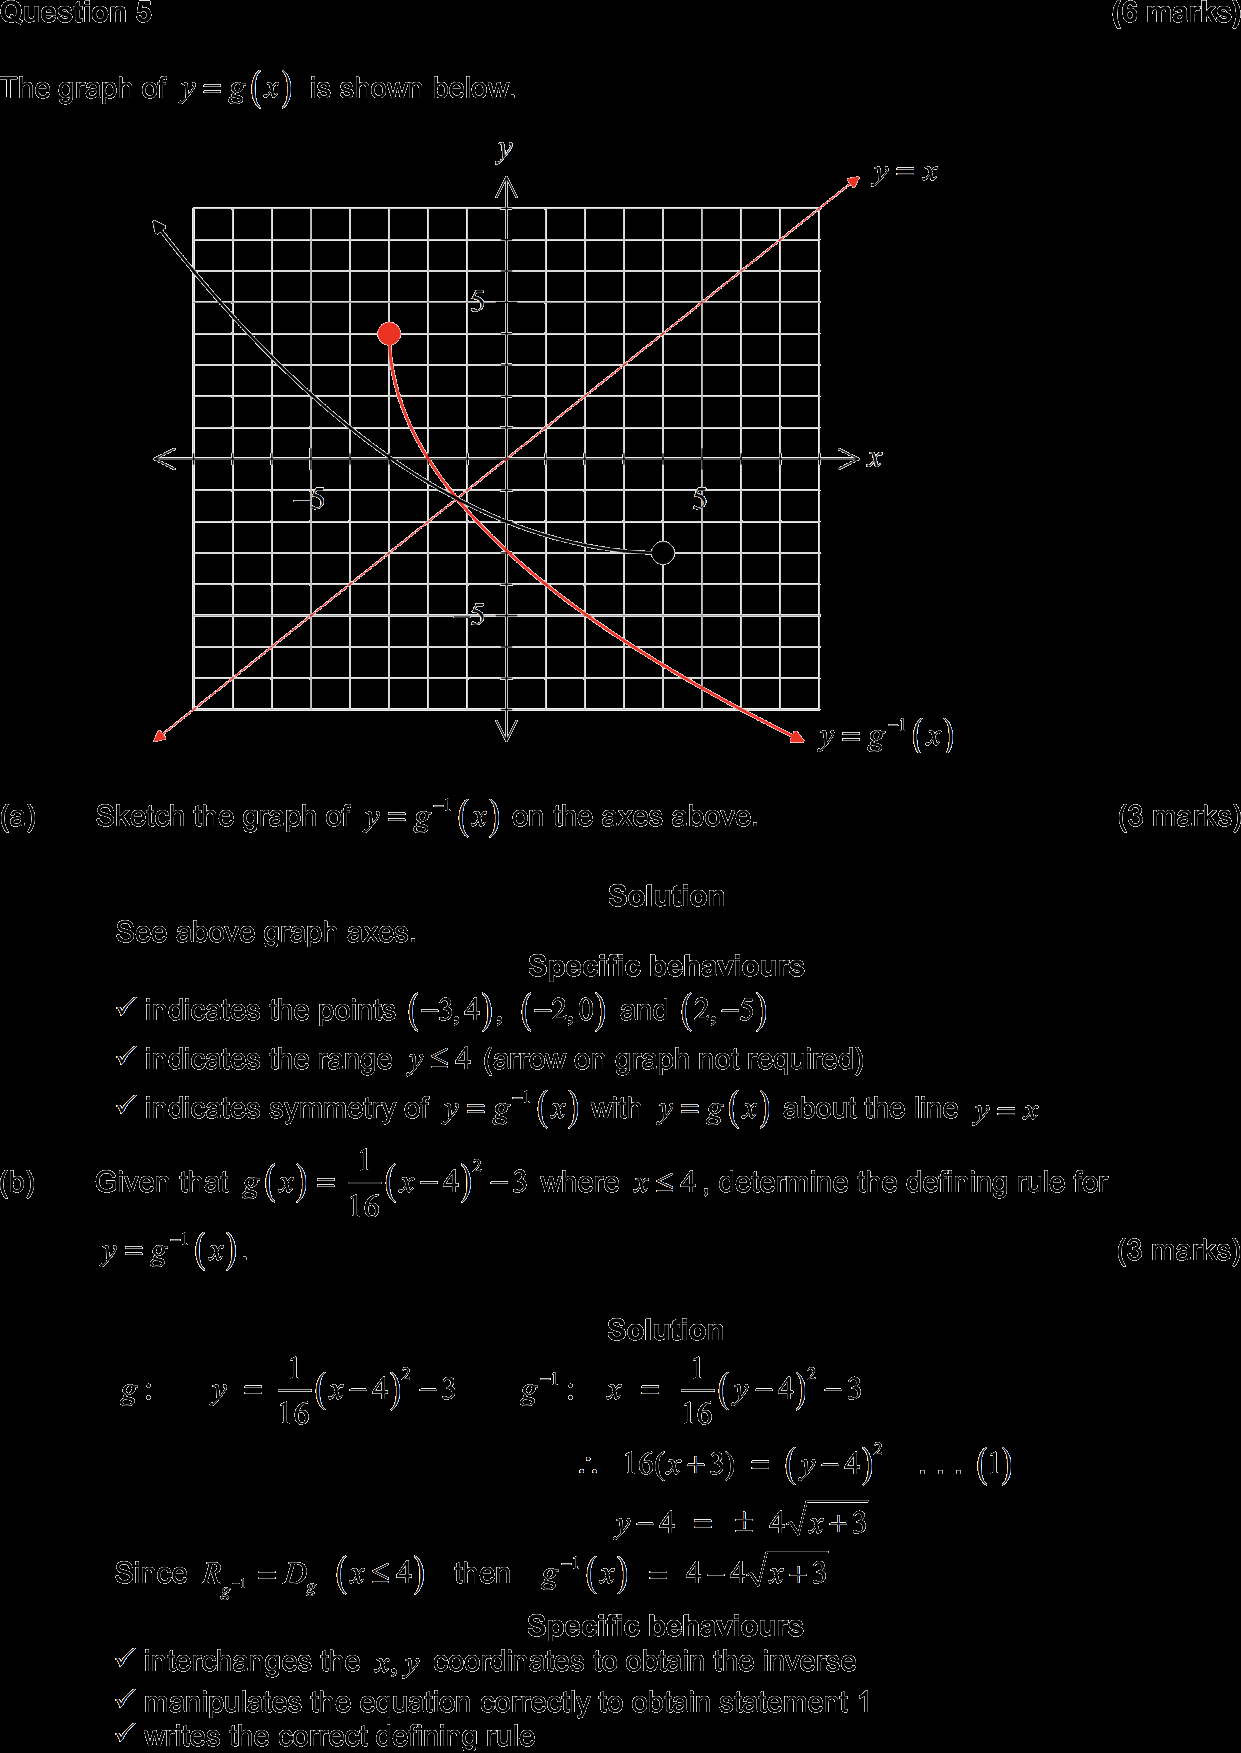 Question 5 (6 marks)
The graph of y = g(x) is shown below.
y
y = x
5
x
−5 5
−5
y = g⁻¹(x)
(a) Sketch the graph of y = g⁻¹(x) on the axes above. (3 marks)
Solution
See above graph axes.
Specific behaviours
✓ indicates the points (−3,4), (−2,0) and (2,−5)
✓ indicates the range y ≤ 4 (arrow on graph not required)
✓ indicates symmetry of y = g⁻¹(x) with y = g(x) about the line y = x
(b) Given that g(x) = 1/16 (x − 4)² − 3 where x ≤ 4, determine the defining rule for
y = g⁻¹(x). (3 marks)
Solution
g: y = 1/16 (x − 4)² − 3 g⁻¹: x = 1/16 (y − 4)² − 3
∴ 16(x + 3) = (y − 4)² . . . (1)
y − 4 = ± 4√(x + 3)
Since R_g⁻¹ = D_g (x ≤ 4) then g⁻¹(x) = 4 − 4√(x + 3)
Specific behaviours
✓ interchanges the x, y coordinates to obtain the inverse
✓ manipulates the equation correctly to obtain statement 1
✓ writes the correct defining rule